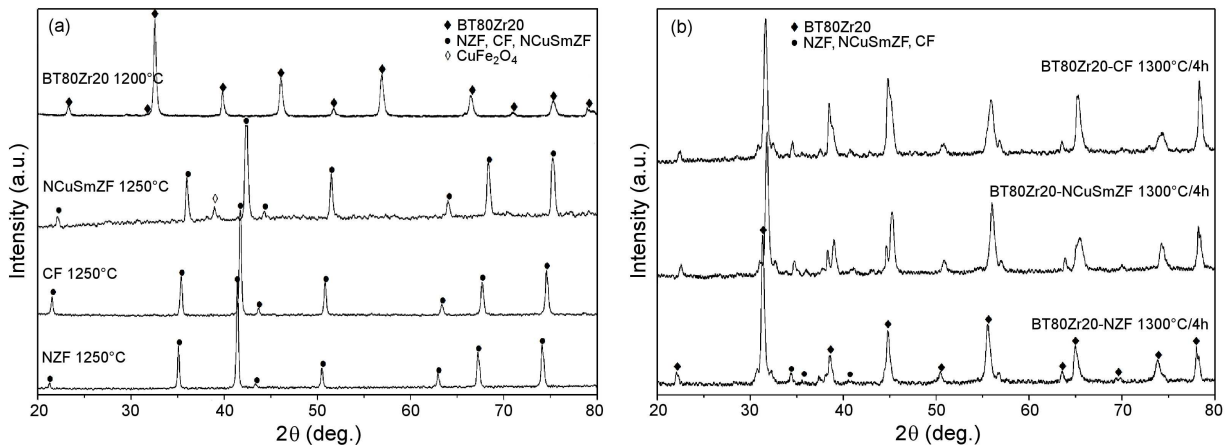 (a)
◆ BT80Zr20
● NZF, CF, NCuSmZF
◊ CuFe₂O₄
BT80Zr20 1200°C
NCuSmZF 1250°C
CF 1250°C
NZF 1250°C
Intensity (a.u.)
20 30 40 50 60 70 80
2θ (deg.)
(b)
◆ BT80Zr20
● NZF, NCuSmZF, CF
BT80Zr20-CF 1300°C/4h
BT80Zr20-NCuSmZF 1300°C/4h
BT80Zr20-NZF 1300°C/4h
Intensity (a.u.)
20 30 40 50 60 70 80
2θ (deg.)